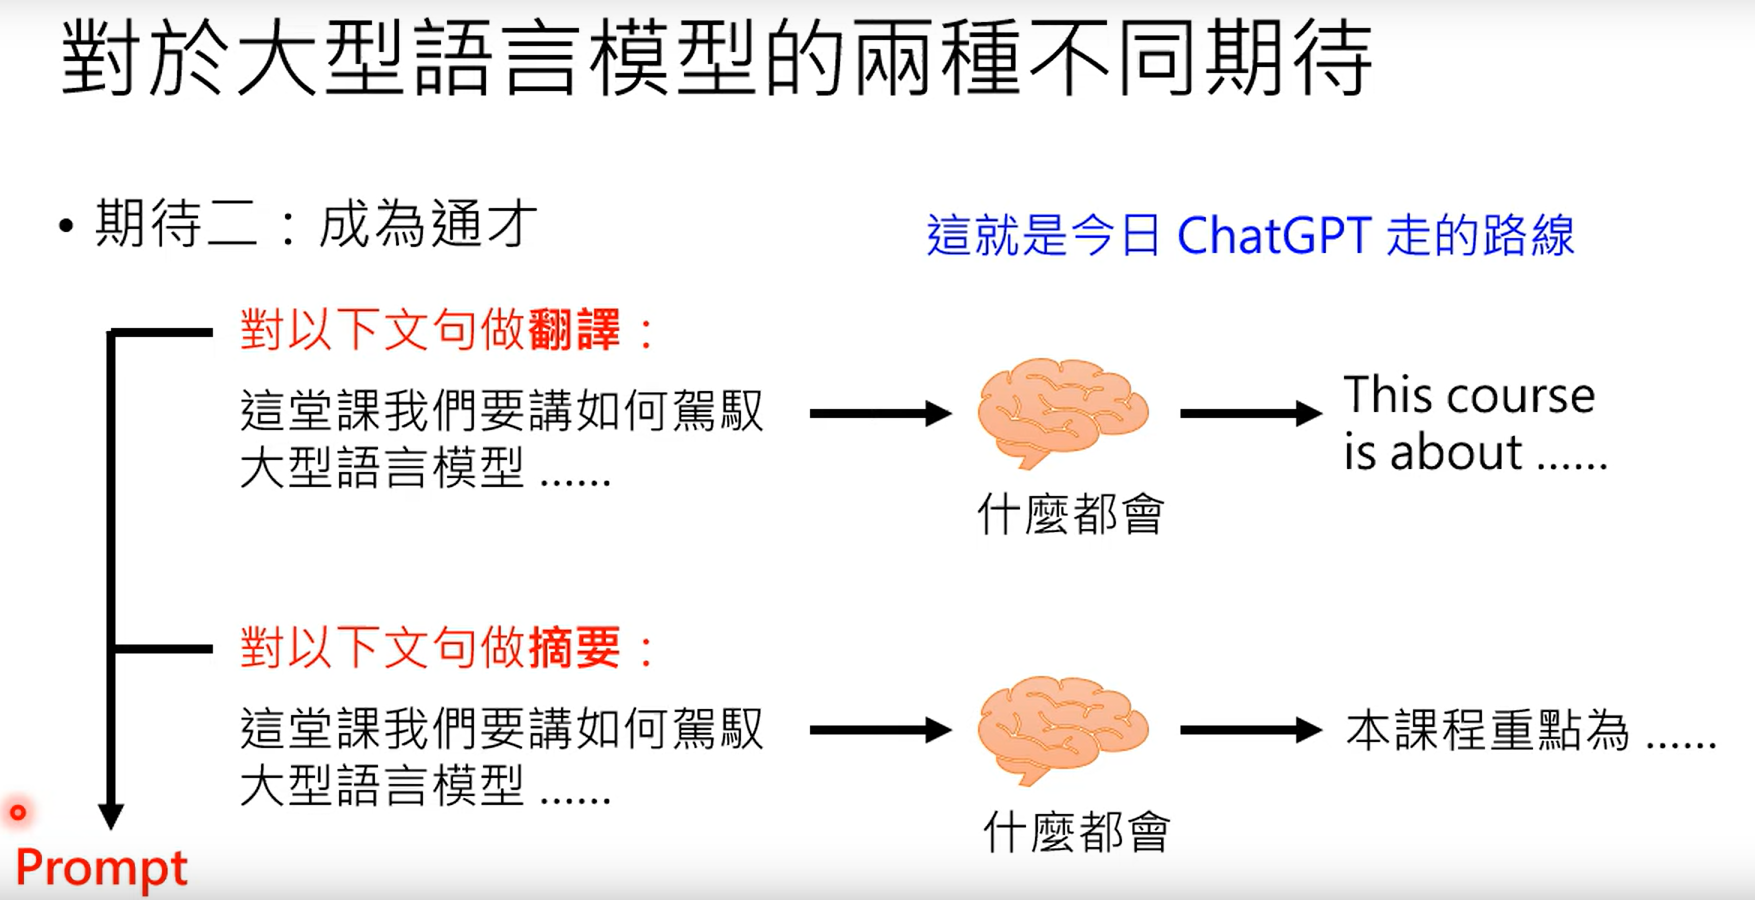 對於大型語言模型的兩種不同期待
• 期待二：成為通才
這就是今日 ChatGPT 走的路線
對以下文句做翻譯：
這堂課我們要講如何駕馭
大型語言模型 ......
什麼都會
This course
is about ......
對以下文句做摘要：
這堂課我們要講如何駕馭
大型語言模型 ......
什麼都會
本課程重點為 ......
Prompt